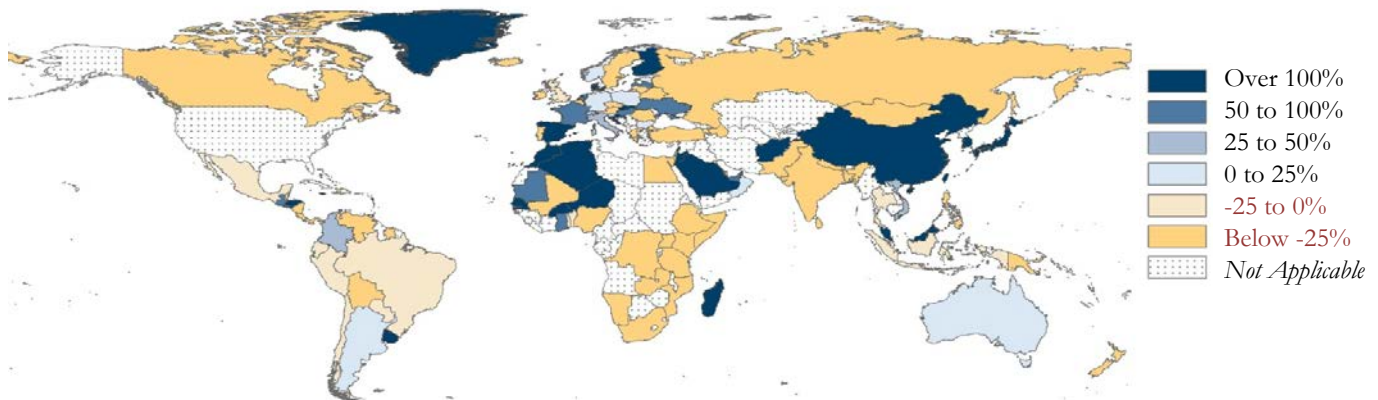 Over 100%
50 to 100%
25 to 50%
0 to 25%
-25 to 0%
Below -25%
Not Applicable